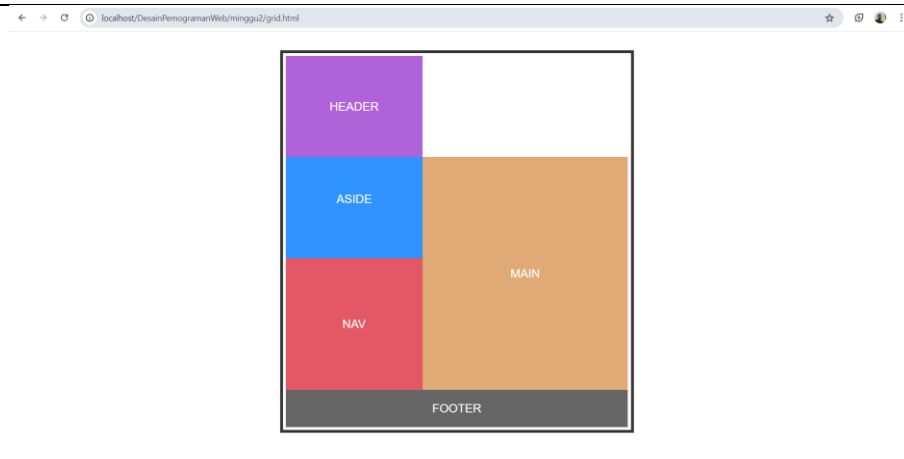 localhost/DesainPemogramanWeb/minggu2/grid.html
HEADER
ASIDE
MAIN
NAV
FOOTER